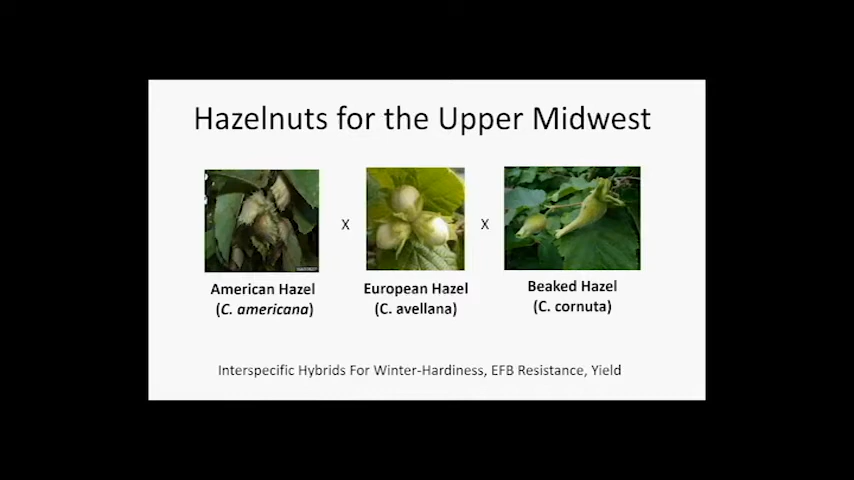 Hazelnuts for the Upper Midwest
X
X
American Hazel
(C. americana)
European Hazel
(C. avellana)
Beaked Hazel
(C. cornuta)
Interspecific Hybrids For Winter-Hardiness, EFB Resistance, Yield